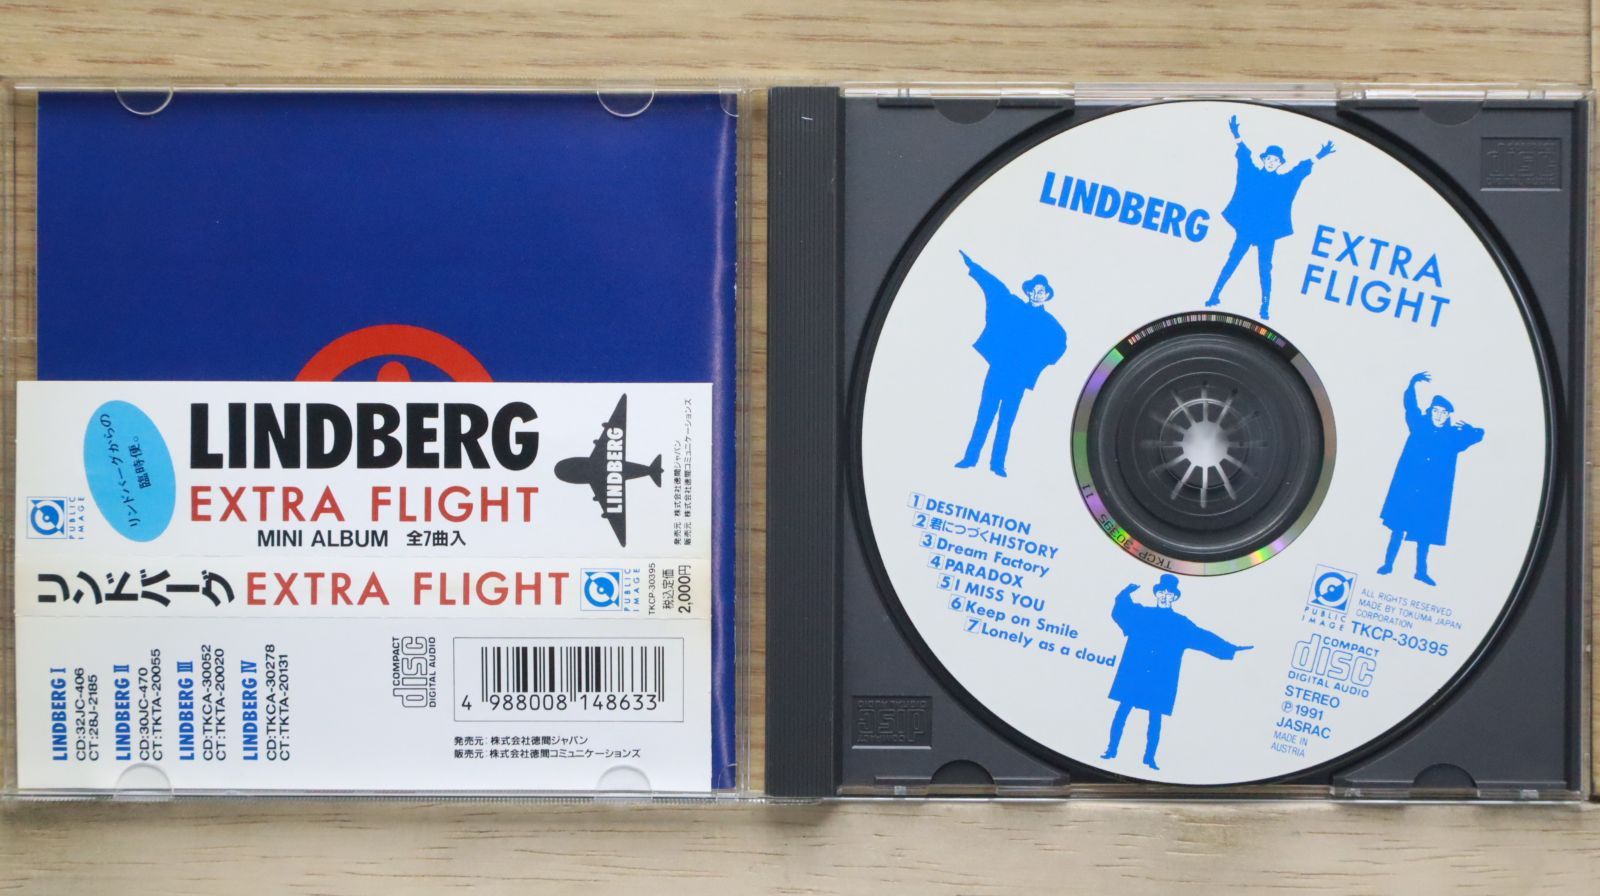 リンドバーグからの
臨時便。
PUBLIC
IMAGE
LINDBERG
EXTRA FLIGHT
MINI ALBUM 全7曲入
LINDBERG
発売元:株式会社徳間ジャパン
販売元:株式会社徳間コミュニケーションズ
リンドバーグ EXTRA FLIGHT
PUBLIC
IMAGE
TKCP-30395
税込定価
2,000円
LINDBERG I
CD:32JC-406
CT:28J-2185
LINDBERG II
CD:30JC-470
CT:TKTA-20055
LINDBERG III
CD:TKCA-30052
CT:TKTA-20020
LINDBERG IV
CD:TKCA-30278
CT:TKTA-20131
COMPACT
disc
DIGITAL AUDIO
4 988008 148633
発売元:株式会社徳間ジャパン
販売元:株式会社徳間コミュニケーションズ
LINDBERG
EXTRA
FLIGHT
1 DESTINATION
2 君につづくHISTORY
3 Dream Factory
4 PARADOX
5 I MISS YOU
6 Keep on Smile
7 Lonely as a cloud
TKCP-30395 11
PUBLIC
IMAGE
ALL RIGHTS RESERVED
MADE BY TOKUMA JAPAN
CORPORATION
TKCP-30395
COMPACT
disc
DIGITAL AUDIO
STEREO
Ⓟ1991
JASRAC
MADE IN
AUSTRIA